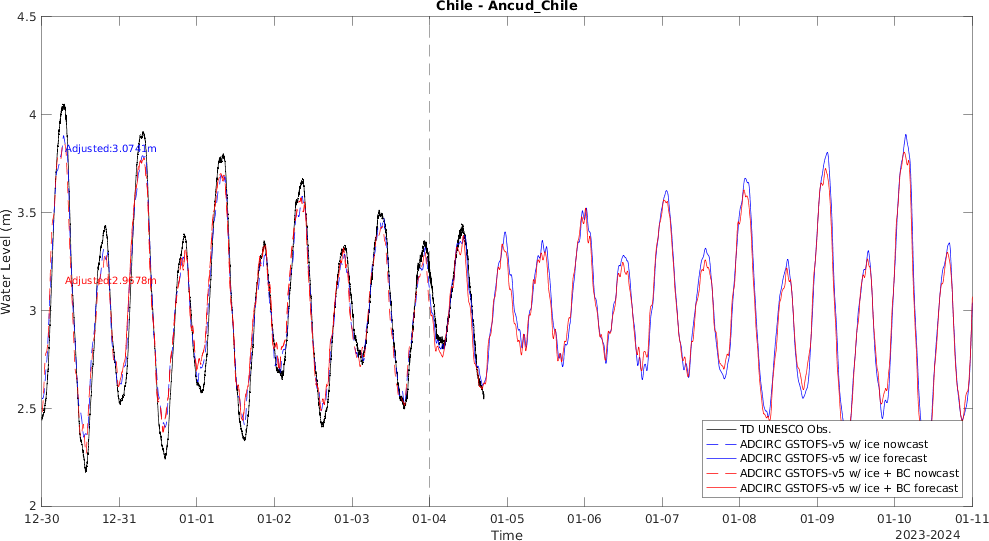 Chile - Ancud_Chile
4.5
4
3.5
3
2.5
2
Water Level (m)
Adjusted:3.0741m
Adjusted:2.9678m
TD UNESCO Obs.
ADCIRC GSTOFS-v5 w/ ice nowcast
ADCIRC GSTOFS-v5 w/ ice forecast
ADCIRC GSTOFS-v5 w/ ice + BC nowcast
ADCIRC GSTOFS-v5 w/ ice + BC forecast
12-30 12-31 01-01 01-02 01-03 01-04 01-05 01-06 01-07 01-08 01-09 01-10 01-11
Time
2023-2024